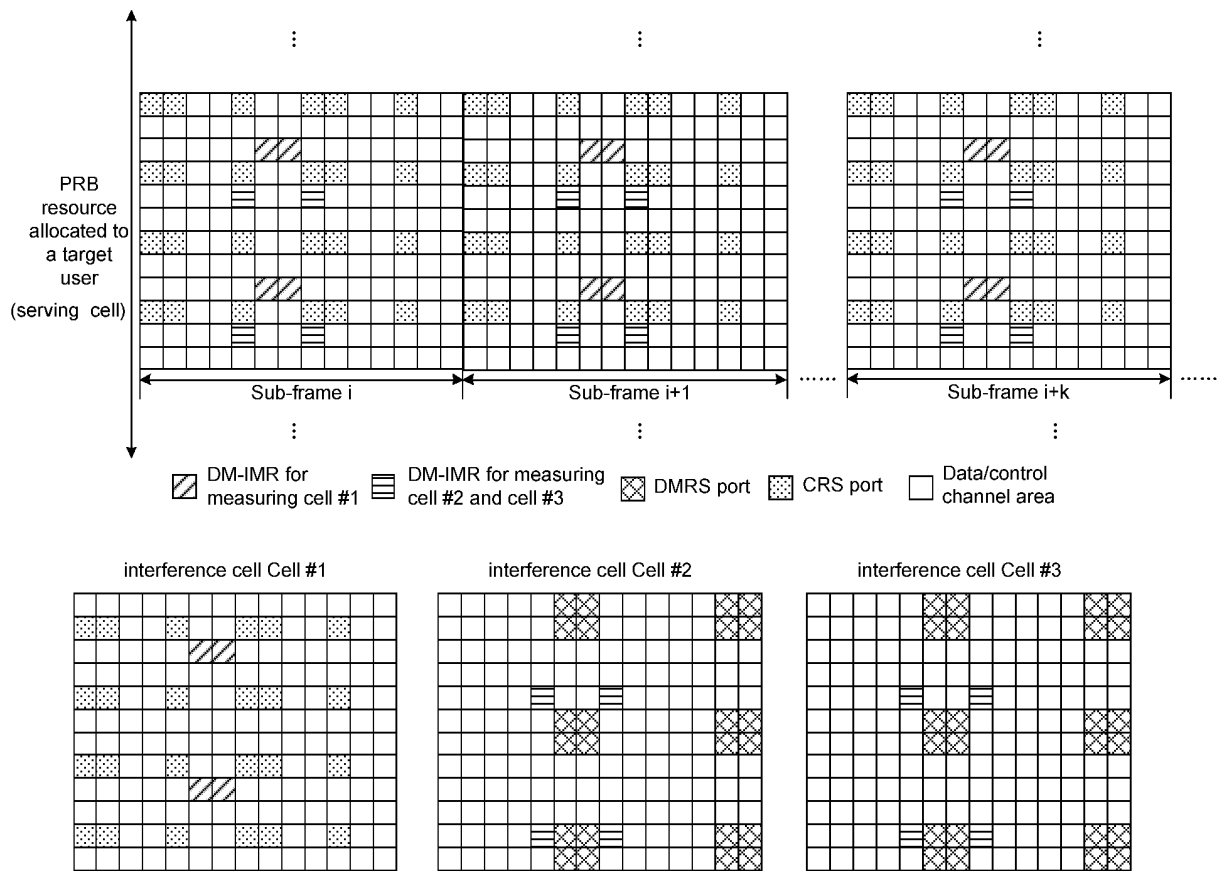 PRB
resource
allocated to
a target
user
(serving cell)
Sub-frame i
Sub-frame i+1
Sub-frame i+k
DM-IMR for
measuring cell #1
DM-IMR for measuring
cell #2 and cell #3
DMRS port
CRS port
Data/control
channel area
interference cell Cell #1
interference cell Cell #2
interference cell Cell #3